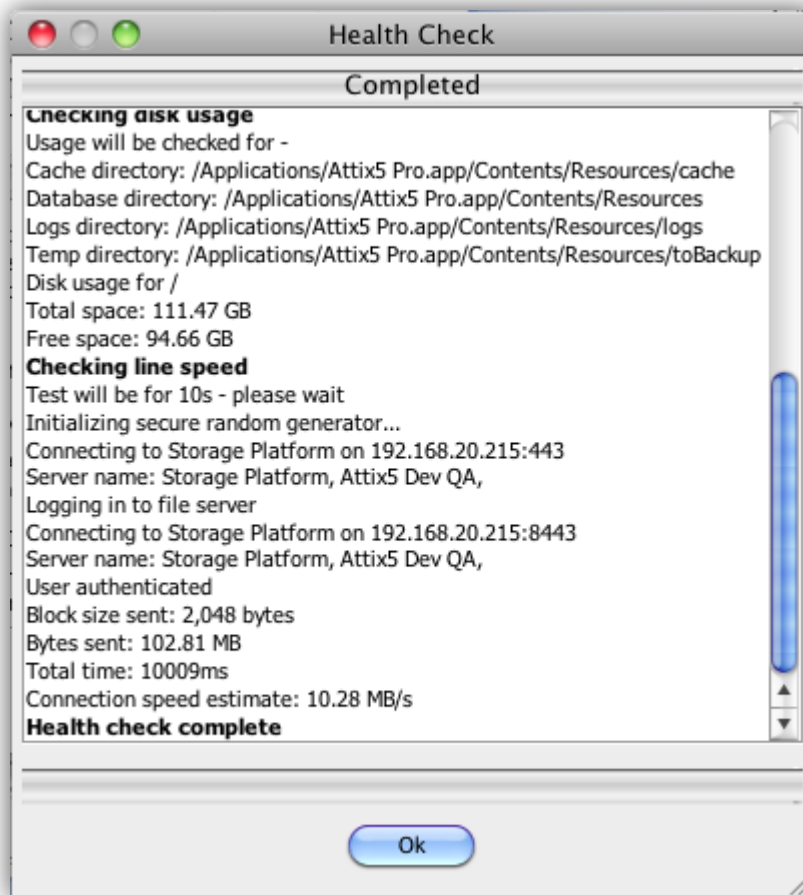 Health Check
Completed
Checking disk usage
Usage will be checked for -
Cache directory: /Applications/Attix5 Pro.app/Contents/Resources/cache
Database directory: /Applications/Attix5 Pro.app/Contents/Resources
Logs directory: /Applications/Attix5 Pro.app/Contents/Resources/logs
Temp directory: /Applications/Attix5 Pro.app/Contents/Resources/toBackup
Disk usage for /
Total space: 111.47 GB
Free space: 94.66 GB
Checking line speed
Test will be for 10s - please wait
Initializing secure random generator...
Connecting to Storage Platform on 192.168.20.215:443
Server name: Storage Platform, Attix5 Dev QA,
Logging in to file server
Connecting to Storage Platform on 192.168.20.215:8443
Server name: Storage Platform, Attix5 Dev QA,
User authenticated
Block size sent: 2,048 bytes
Bytes sent: 102.81 MB
Total time: 10009ms
Connection speed estimate: 10.28 MB/s
Health check complete
Ok